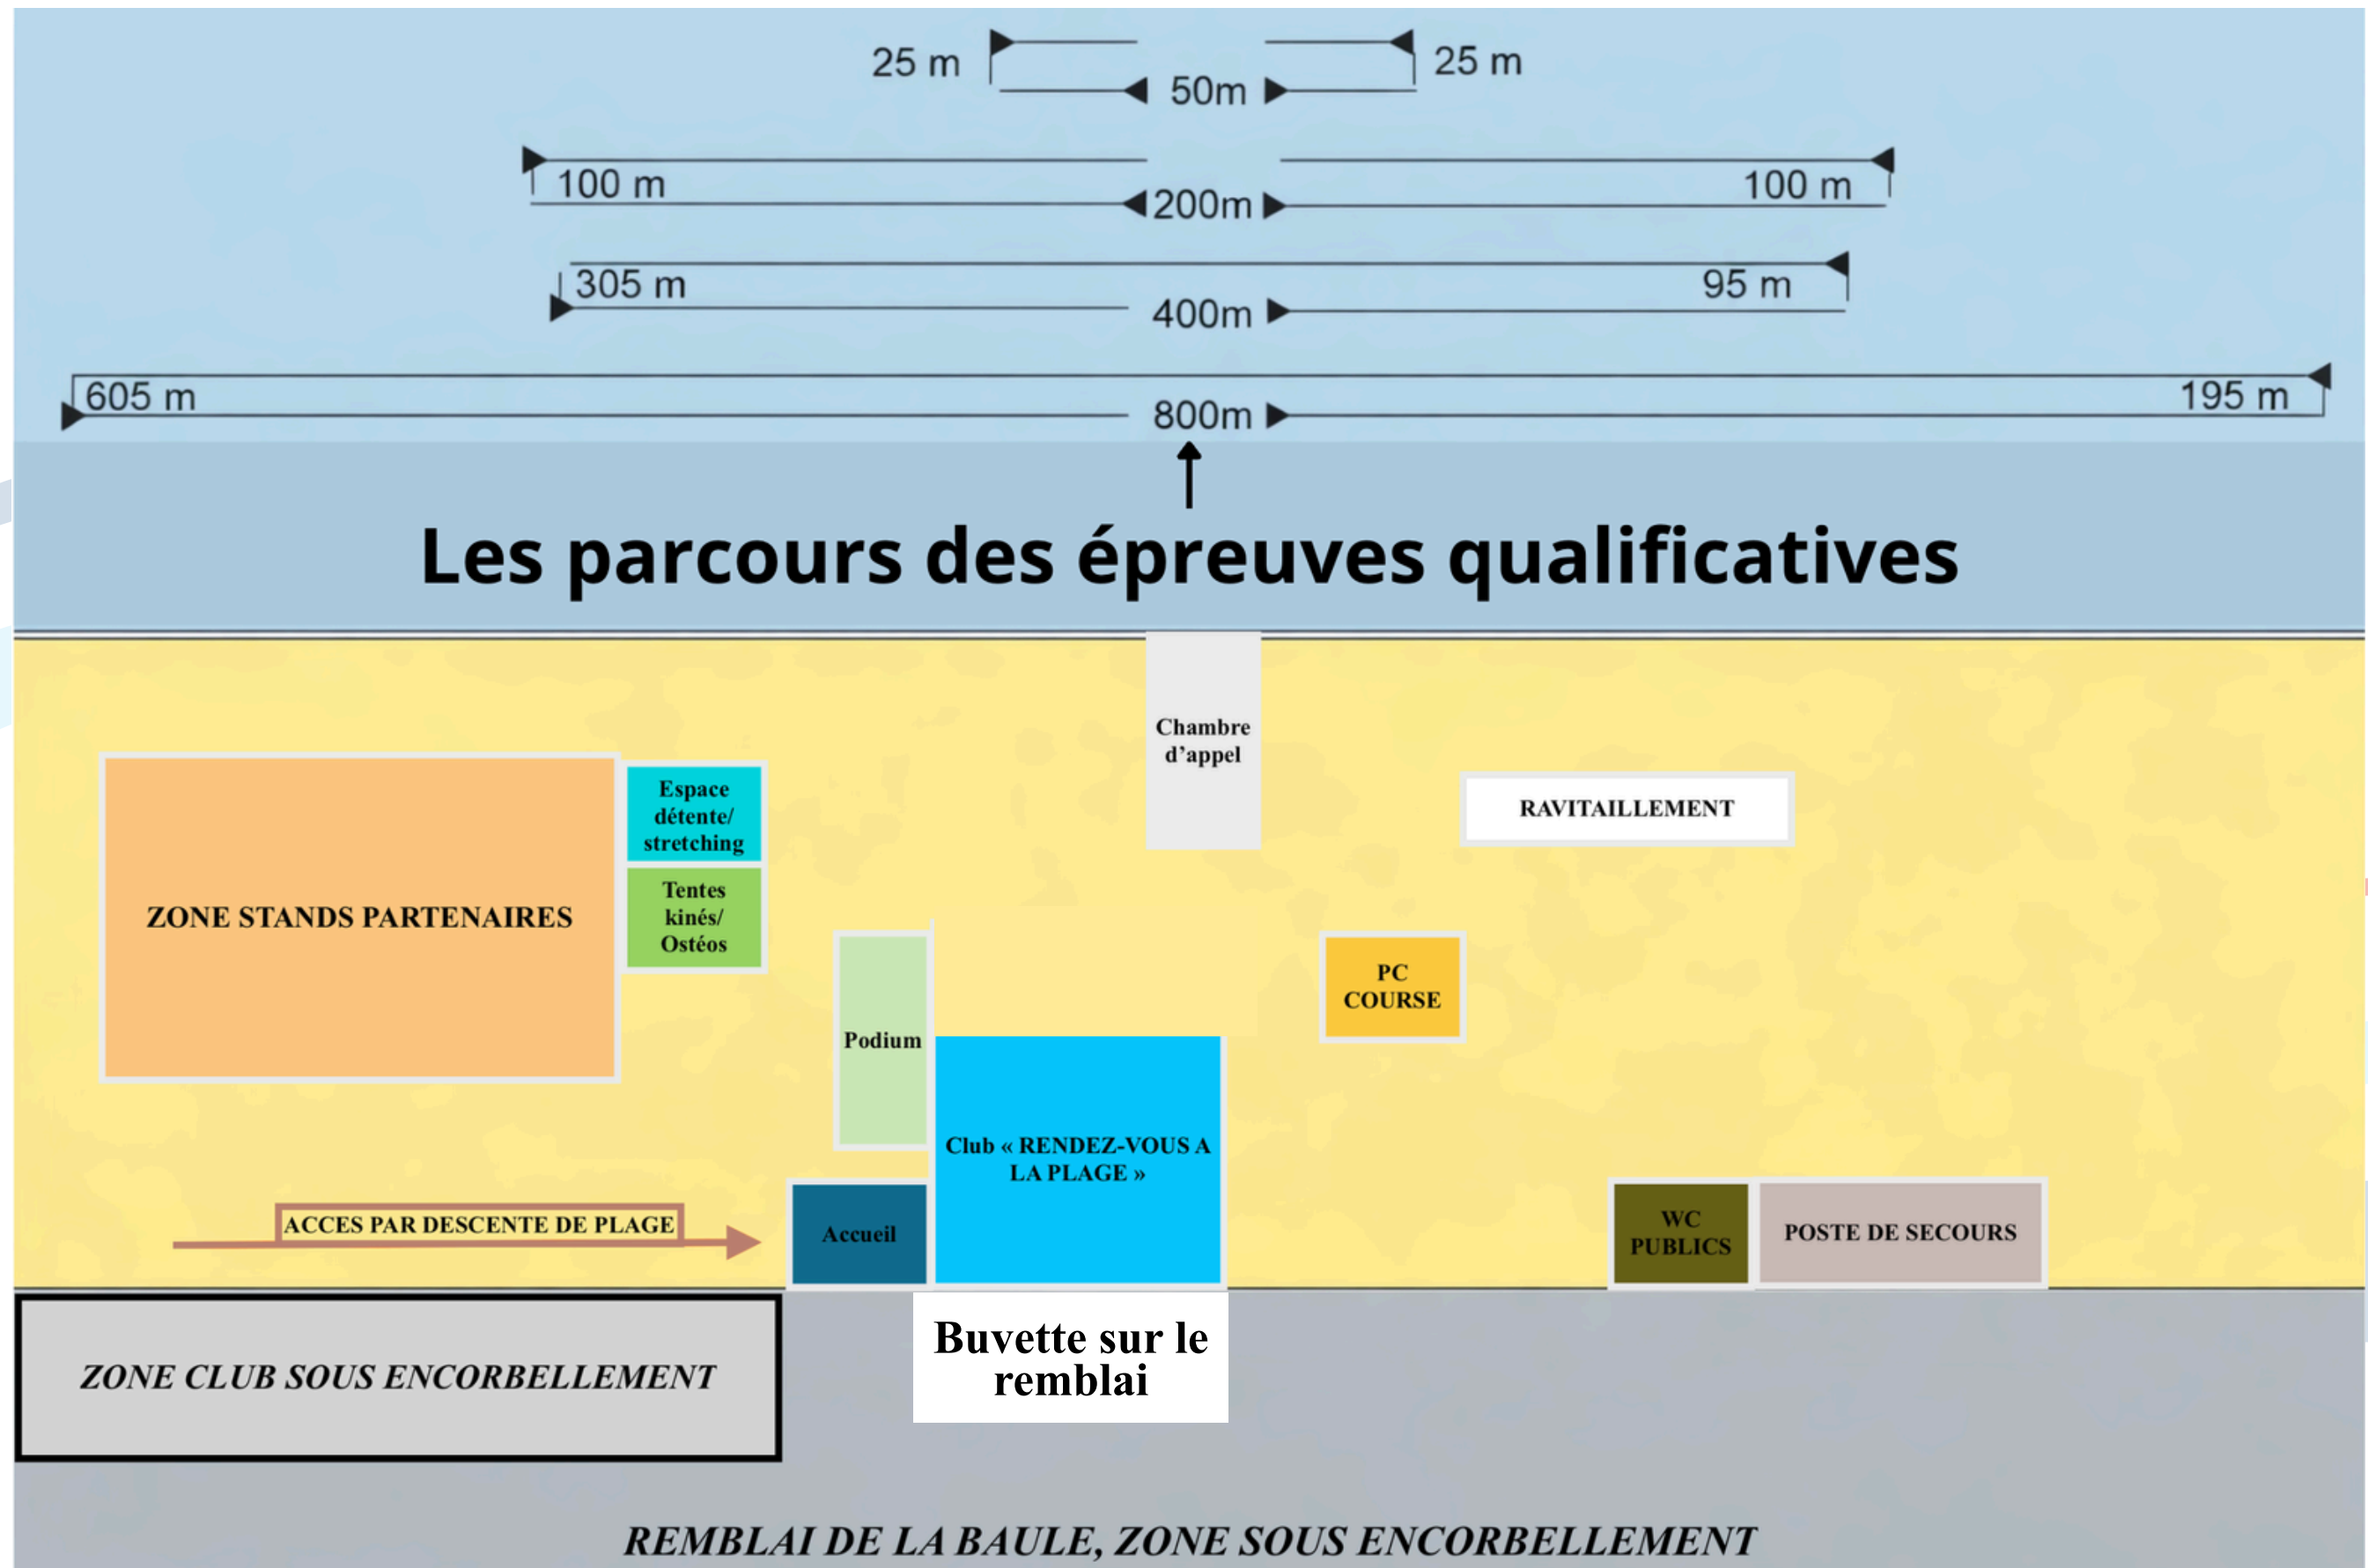 25 m
25 m
50m
100 m
100 m
200m
305 m
95 m
400m
605 m
195 m
800m
Les parcours des épreuves qualificatives
Chambre
d'appel
Espace
détente/
stretching
RAVITAILLEMENT
ZONE STANDS PARTENAIRES
Tentes
kinés/
Ostéos
PC
COURSE
Podium
Club « RENDEZ-VOUS A
LA PLAGE »
ACCES PAR DESCENTE DE PLAGE
Accueil
WC
PUBLICS
POSTE DE SECOURS
Buvette sur le
remblai
ZONE CLUB SOUS ENCORBELLEMENT
REMBLAI DE LA BAULE, ZONE SOUS ENCORBELLEMENT